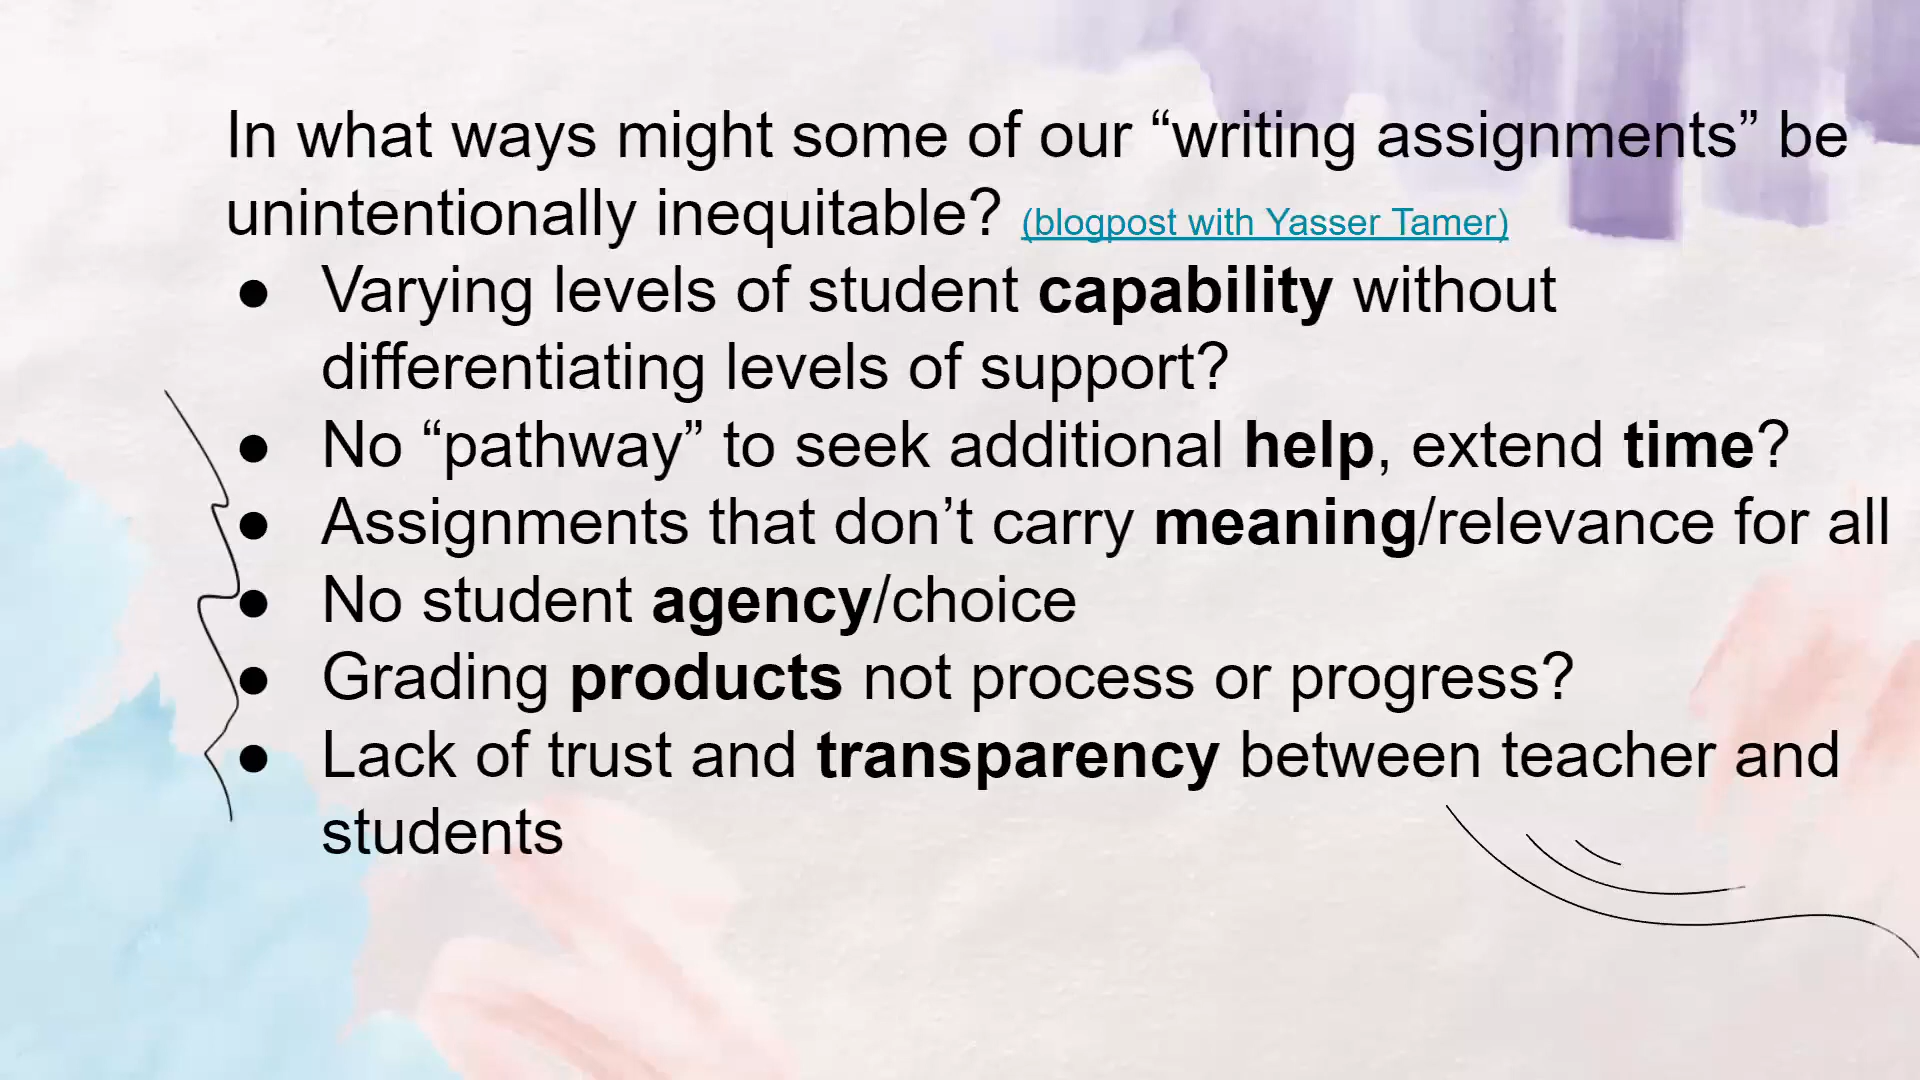 In what ways might some of our “writing assignments” be
unintentionally inequitable? (blogpost with Yasser Tamer)
● Varying levels of student capability without
differentiating levels of support?
● No “pathway” to seek additional help, extend time?
● Assignments that don’t carry meaning/relevance for all
● No student agency/choice
● Grading products not process or progress?
● Lack of trust and transparency between teacher and
students